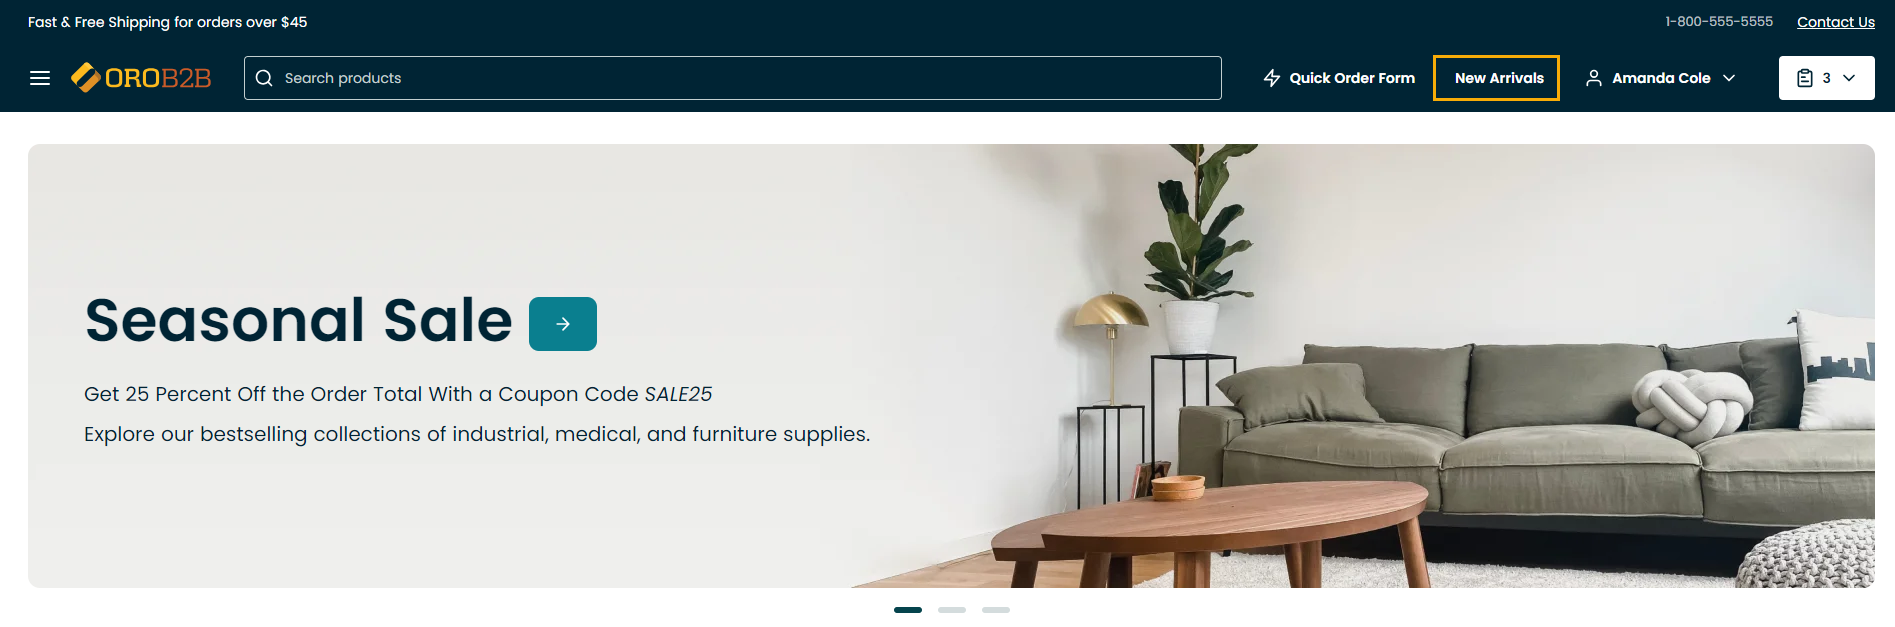 Fast & Free Shipping for orders over $45
1-800-555-5555 Contact Us
OROB2B Search products Quick Order Form New Arrivals Amanda Cole 3
Seasonal Sale
Get 25 Percent Off the Order Total With a Coupon Code SALE25
Explore our bestselling collections of industrial, medical, and furniture supplies.